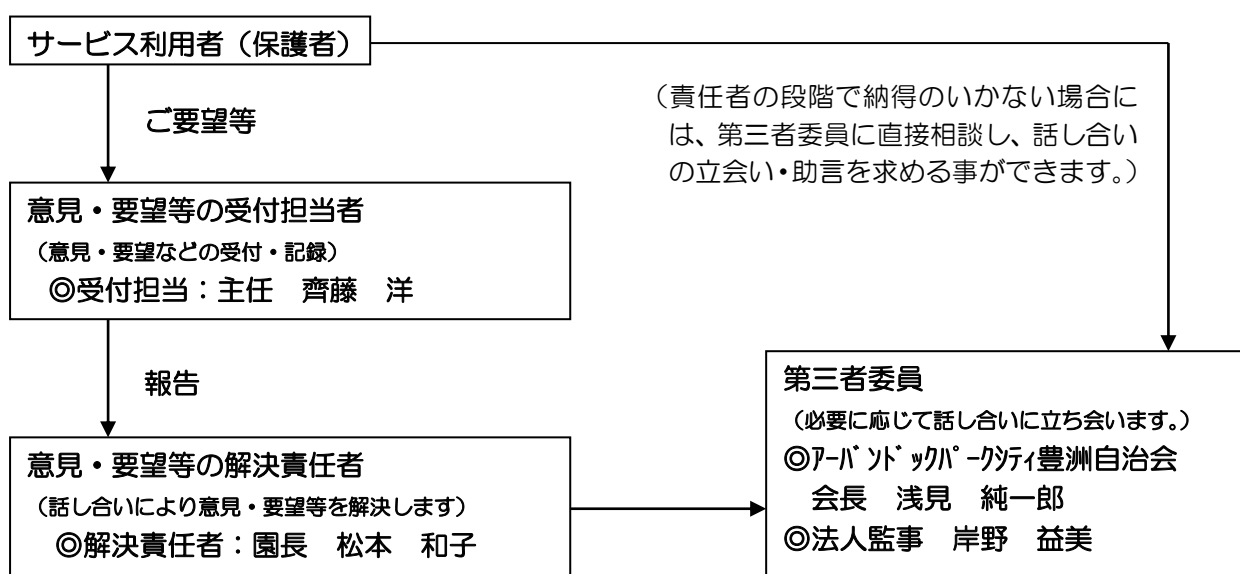 サービス利用者（保護者）
ご要望等
（責任者の段階で納得のいかない場合に
は、第三者委員に直接相談し、話し合い
の立会い・助言を求める事ができます。）
意見・要望等の受付担当者
（意見・要望などの受付・記録）
◎受付担当：主任　齊藤　洋
報告
意見・要望等の解決責任者
（話し合いにより意見・要望等を解決します）
◎解決責任者：園長　松本　和子
第三者委員
（必要に応じて話し合いに立ち会います。）
◎ｱｰﾊﾞﾝﾄﾞｯｸﾊﾟｰｸｼﾃｨ豊洲自治会
会長　浅見　純一郎
◎法人監事　岸野　益美